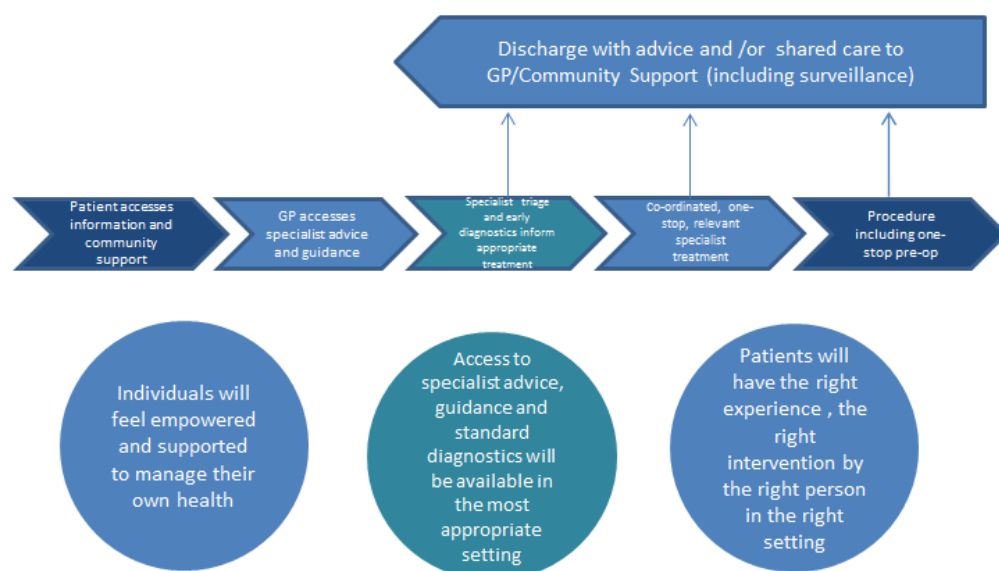 Discharge with advice and /or shared care to
GP/Community Support (including surveillance)
Patient accesses
information and
community
support
GP accesses
specialist advice
and guidance
Specialist triage
and early
diagnostics inform
appropriate
treatment
Co-ordinated, one-
stop, relevant
specialist
treatment
Procedure
including one-
stop pre-op
Individuals will
feel empowered
and supported
to manage their
own health
Access to
specialist advice,
guidance and
standard
diagnostics will
be available in
the most
appropriate
setting
Patients will
have the right
experience , the
right
intervention by
the right person
in the right
setting